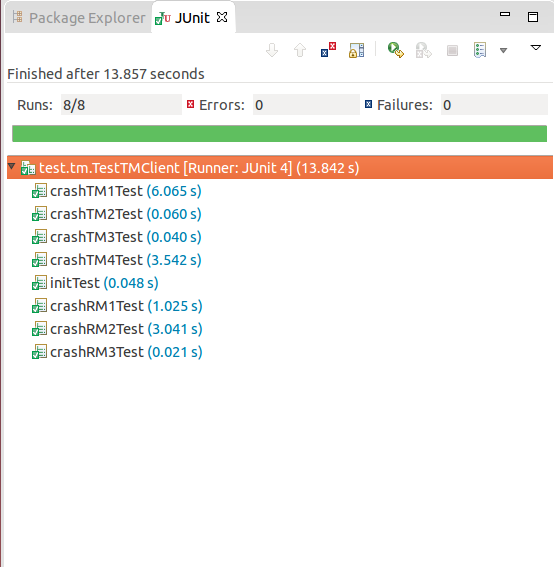 Package Explorer JUnit
Finished after 13.857 seconds
Runs: 8/8 Errors: 0 Failures: 0
test.tm.TestTMClient [Runner: JUnit 4] (13.842 s)
crashTM1Test (6.065 s)
crashTM2Test (0.060 s)
crashTM3Test (0.040 s)
crashTM4Test (3.542 s)
initTest (0.048 s)
crashRM1Test (1.025 s)
crashRM2Test (3.041 s)
crashRM3Test (0.021 s)